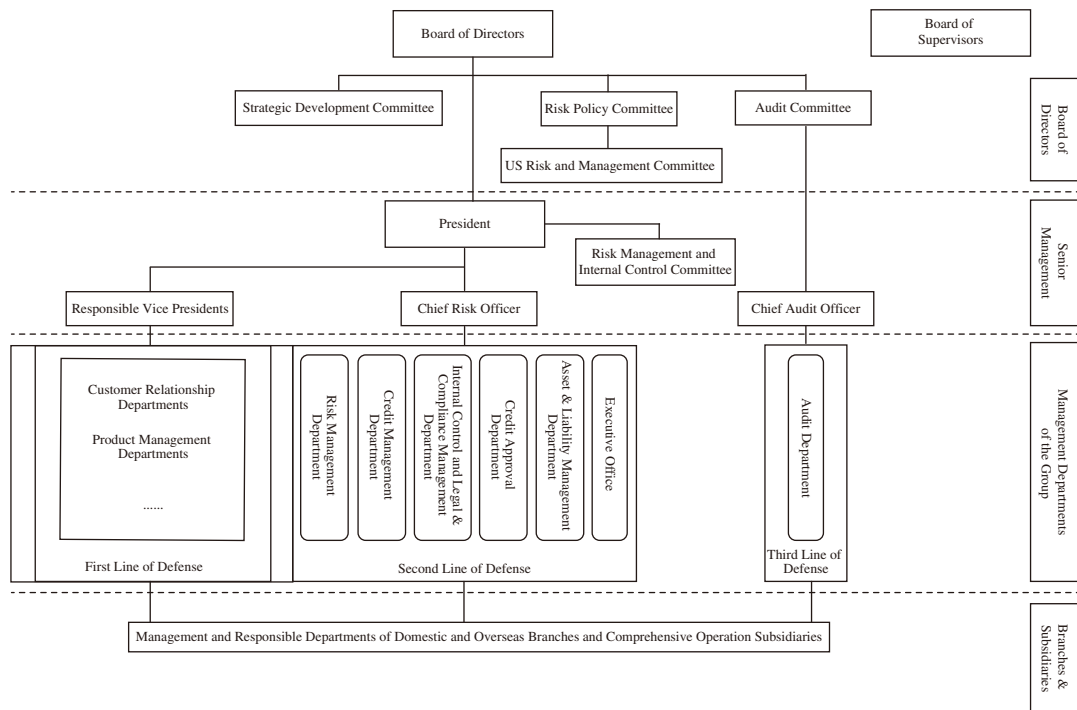 Board of Directors
Board of
Supervisors
Strategic Development Committee
Risk Policy Committee
Audit Committee
US Risk and Management Committee
Board of
Directors
President
Risk Management and
Internal Control Committee
Senior
Management
Responsible Vice Presidents
Chief Risk Officer
Chief Audit Officer
Customer Relationship
Departments
Product Management
Departments
......
First Line of Defense
Risk Management
Department
Credit Management
Department
Internal Control and Legal &
Compliance Management
Department
Credit Approval
Department
Asset & Liability Management
Department
Executive Office
Second Line of Defense
Audit Department
Third Line of
Defense
Management Departments
of the Group
Management and Responsible Departments of Domestic and Overseas Branches and Comprehensive Operation Subsidiaries
Branches &
Subsidiaries